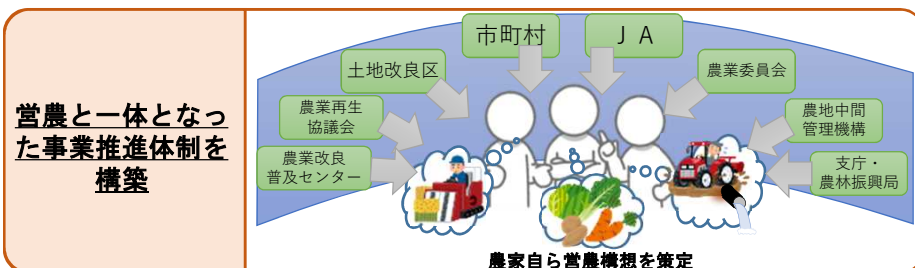 営農と一体となっ
た事業推進体制を
構築
市町村
ＪＡ
土地改良区
農業委員会
農業再生
協議会
農地中間
管理機構
農業改良
普及センター
支庁・
農林振興局
農家自ら営農構想を策定